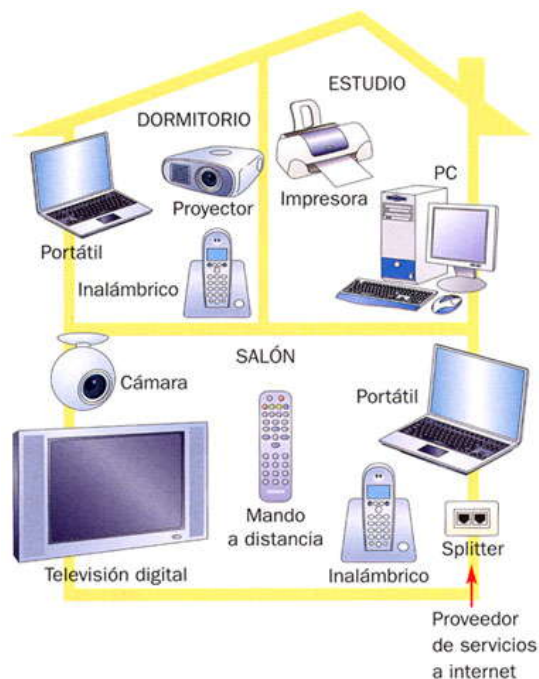 ESTUDIO
DORMITORIO
PC
Proyector
Impresora
Portátil
Inalámbrico
SALÓN
Cámara
Portátil
Mando
a distancia
Splitter
Televisión digital
Inalámbrico
Proveedor
de servicios
a internet